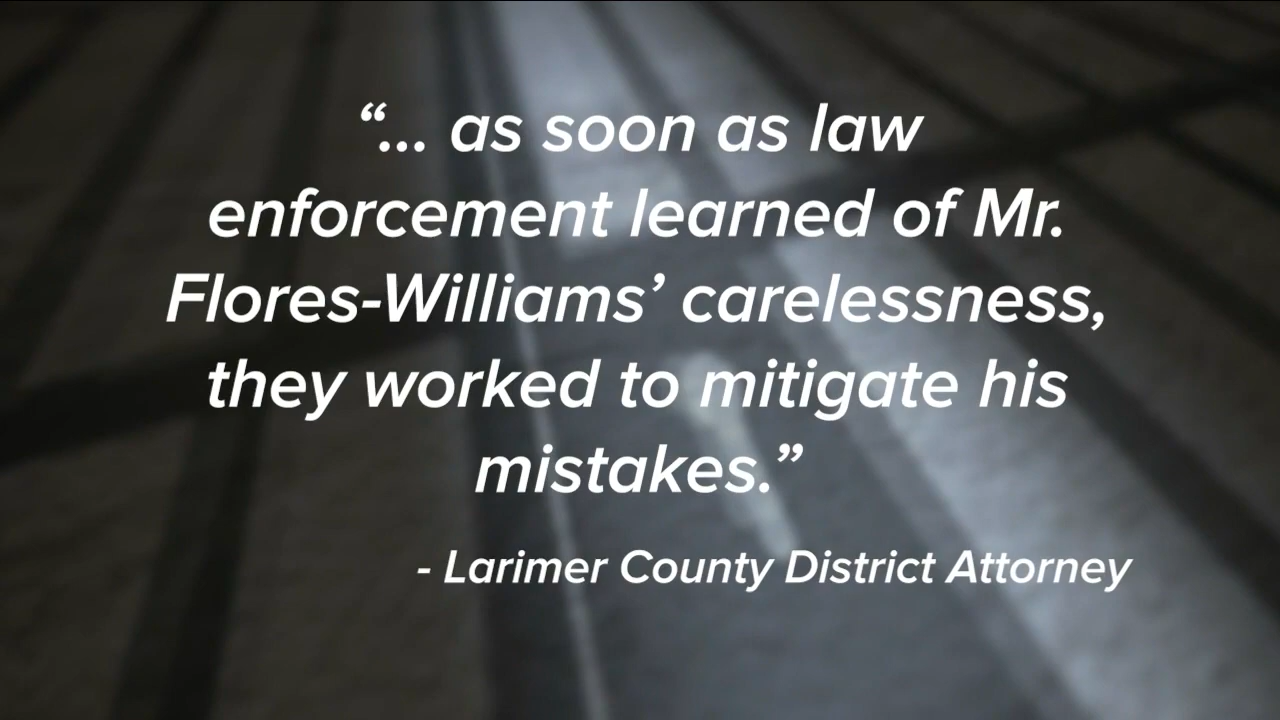 “... as soon as law
enforcement learned of Mr.
Flores-Williams’ carelessness,
they worked to mitigate his
mistakes.”
- Larimer County District Attorney